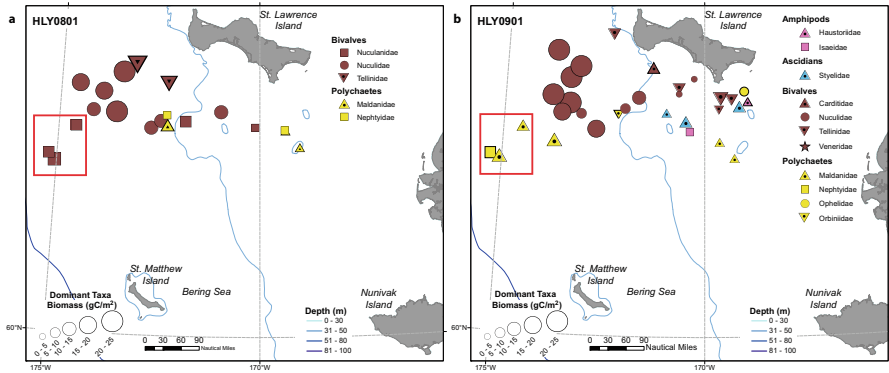 a
HLY0801
St. Lawrence
Island
Bivalves
Nuculanidae
Nuculidae
Tellinidae
Polychaetes
Maldanidae
Nephtyidae
St. Matthew
Island
Bering Sea
Nunivak
Island
Dominant Taxa
Biomass (gC/m²)
0 - 5
5 - 10
10 - 15
15 - 20
20 - 25
0 15 30 60 90
Nautical Miles
Depth (m)
0 - 30
31 - 50
51 - 80
81 - 100
60°N
175°W
170°W
b
HLY0901
St. Lawrence
Island
Amphipods
Haustoriidae
Isaeidae
Ascidians
Styelidae
Bivalves
Carditidae
Nuculidae
Tellinidae
Veneridae
Polychaetes
Maldanidae
Nephtyidae
Opheliidae
Orbiniidae
St. Matthew
Island
Bering Sea
Nunivak
Island
Dominant Taxa
Biomass (gC/m²)
0 - 5
5 - 10
10 - 15
15 - 20
20 - 25
0 15 30 60 90
Nautical Miles
Depth (m)
0 - 30
31 - 50
51 - 80
81 - 100
60°N
175°W
170°W